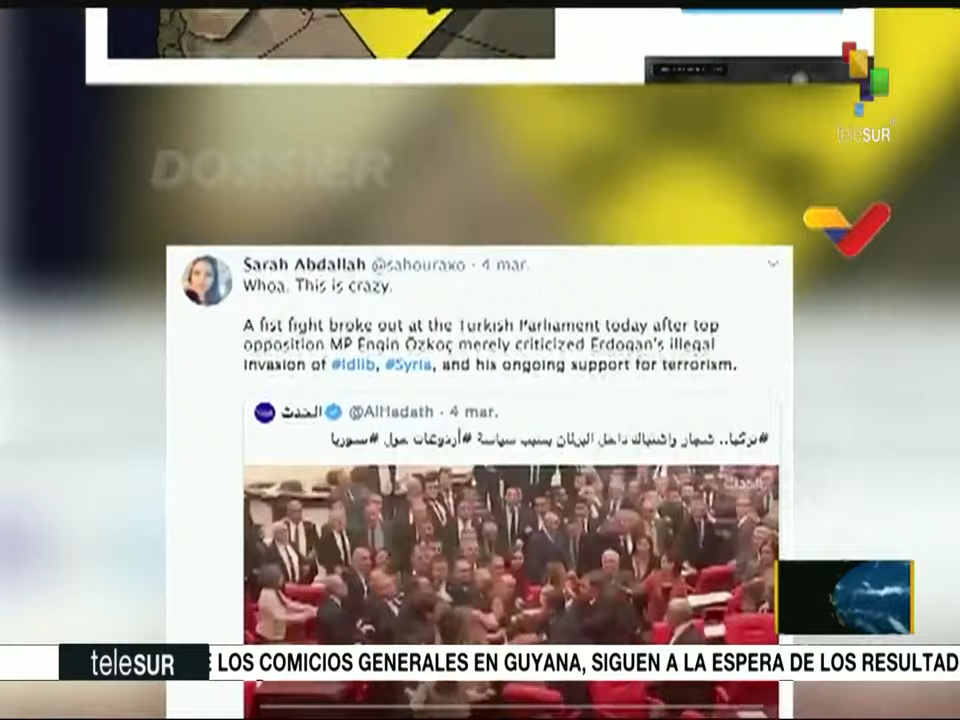 teleSUR
DOSSIER
Sarah Abdallah @sahouraxo · 4 mar.
Whoa. This is crazy.
A fist fight broke out at the Turkish Parliament today after top
opposition MP Engin Özkoç merely criticized Erdogan's illegal
invasion of #Idlib, #Syria, and his ongoing support for terrorism.
الحدث @AlHadath · 4 mar.
#تركيا.. شجار واشتباك داخل البرلمان بسبب سياسة #أردوغان حول #سوريا
الحدث
teleSUR LOS COMICIOS GENERALES EN GUYANA, SIGUEN A LA ESPERA DE LOS RESULTAD